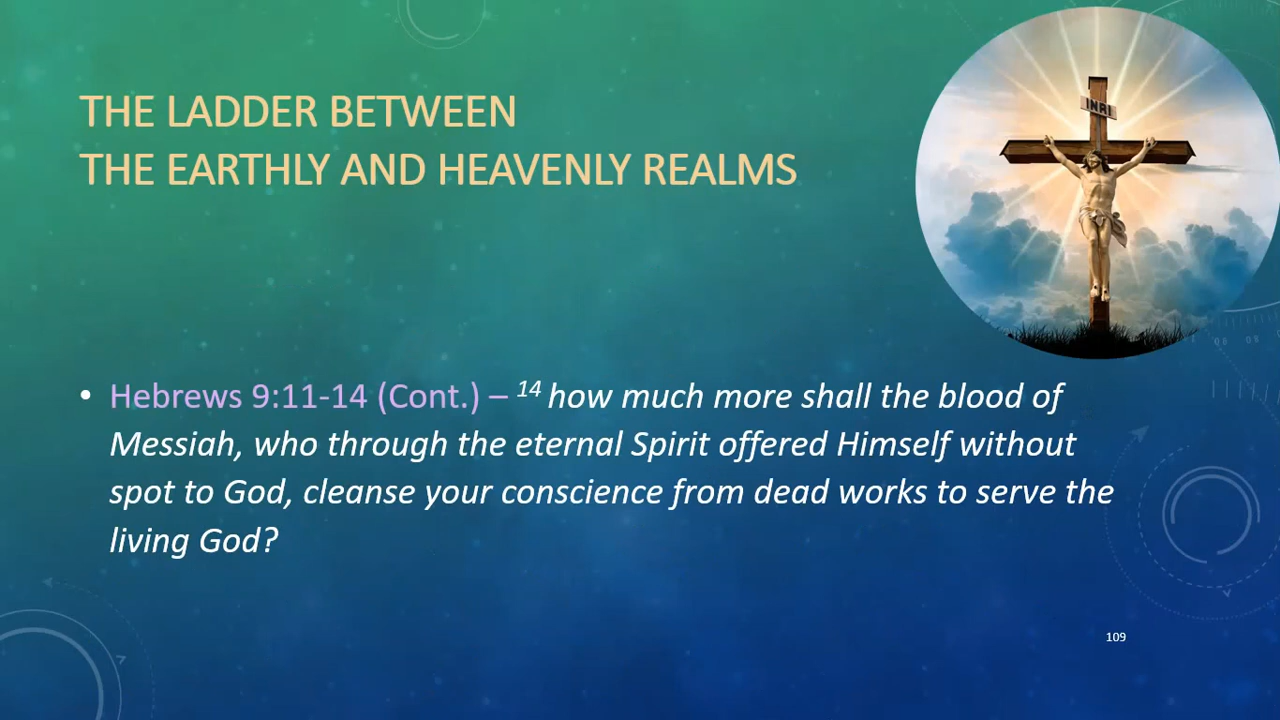 THE LADDER BETWEEN
THE EARTHLY AND HEAVENLY REALMS
INRI
• Hebrews 9:11-14 (Cont.) – 14 how much more shall the blood of
Messiah, who through the eternal Spirit offered Himself without
spot to God, cleanse your conscience from dead works to serve the
living God?
109